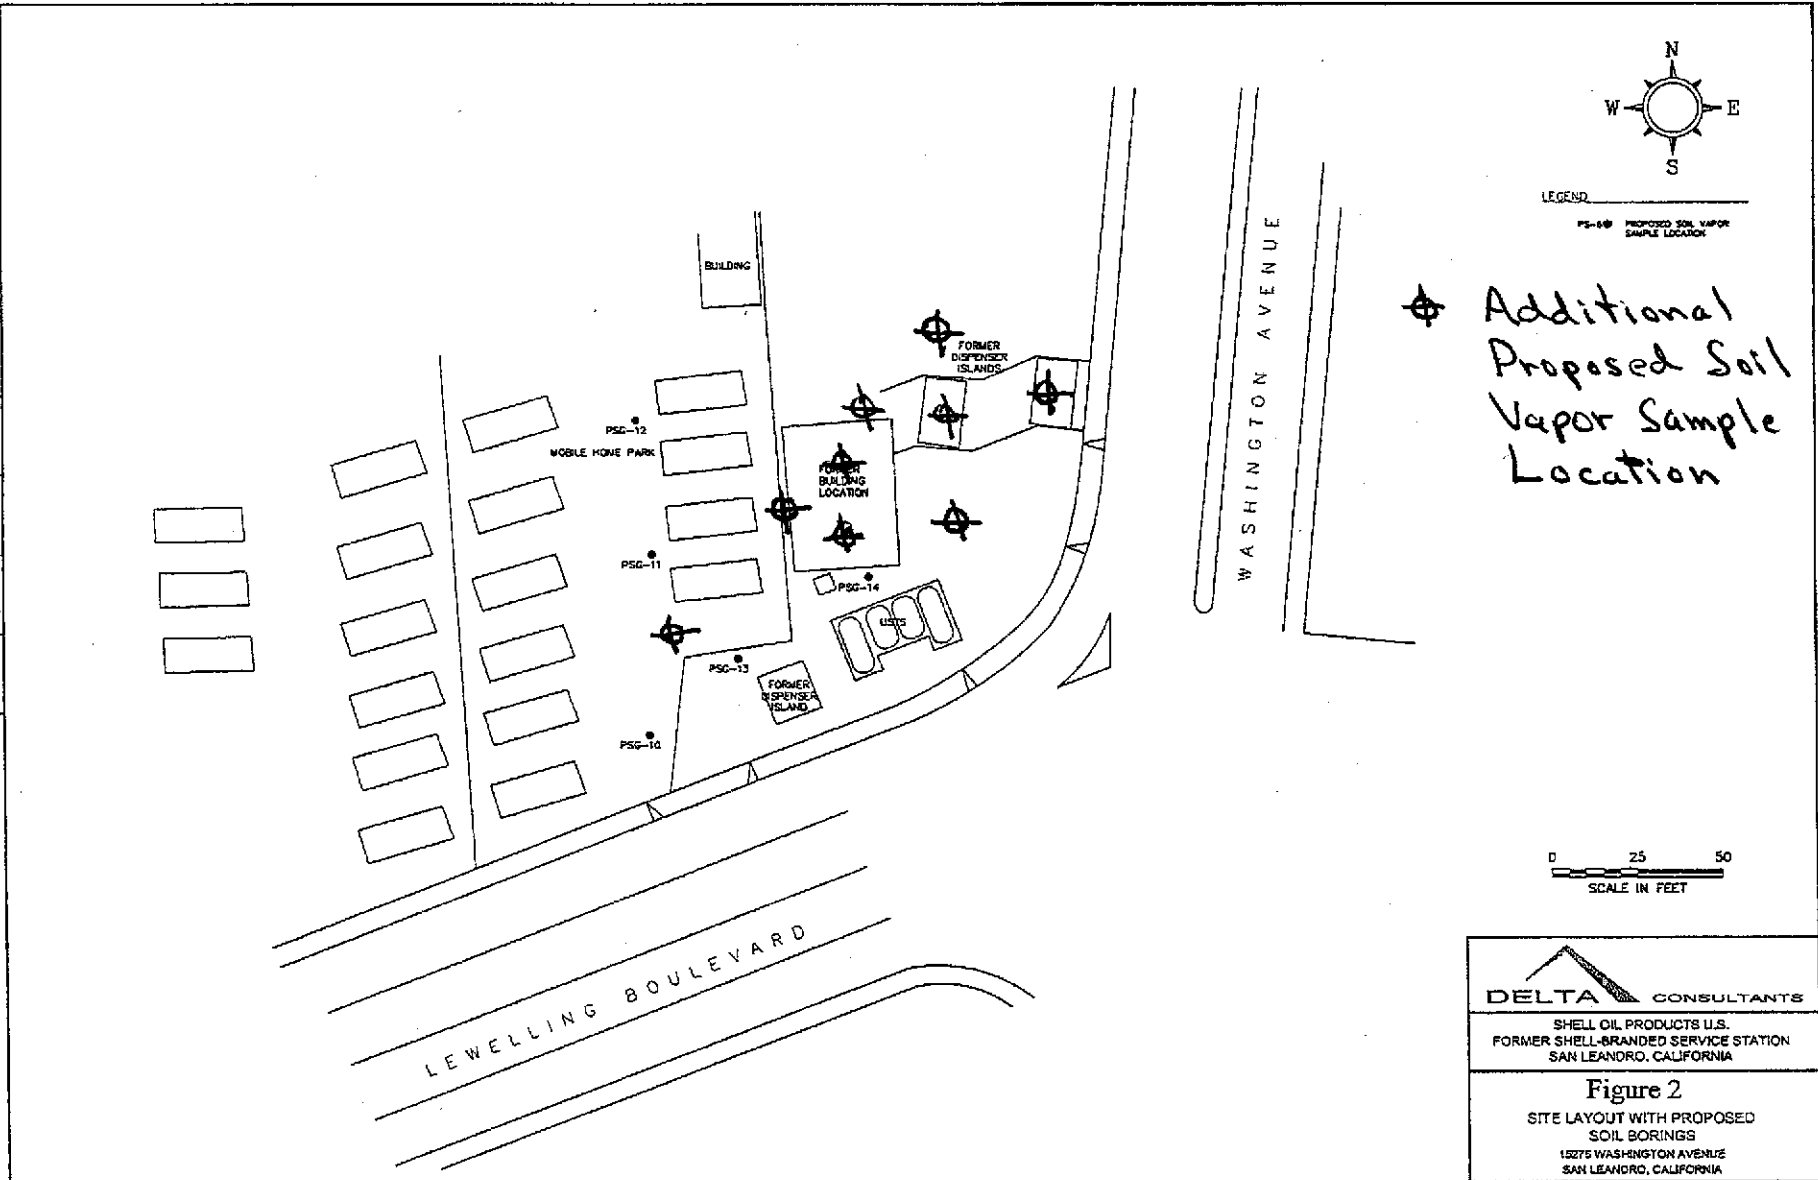 N
W E
S
LEGEND
PROPOSED SOIL VAPOR
SAMPLE LOCATION
Additional
Proposed Soil
Vapor Sample
Location
BUILDING
FORMER
DISPENSER
ISLANDS
WASHINGTON AVENUE
PSG-12
MOBILE HOME PARK
FORMER
BUILDING
LOCATION
PSG-11
PSG-14
USTS
PSG-13
FORMER
DISPENSER
ISLAND
PSG-10
LEWELLING BOULEVARD
0 25 50
SCALE IN FEET
DELTA CONSULTANTS
SHELL OIL PRODUCTS U.S.
FORMER SHELL-BRANDED SERVICE STATION
SAN LEANDRO, CALIFORNIA
Figure 2
SITE LAYOUT WITH PROPOSED
SOIL BORINGS
15275 WASHINGTON AVENUE
SAN LEANDRO, CALIFORNIA